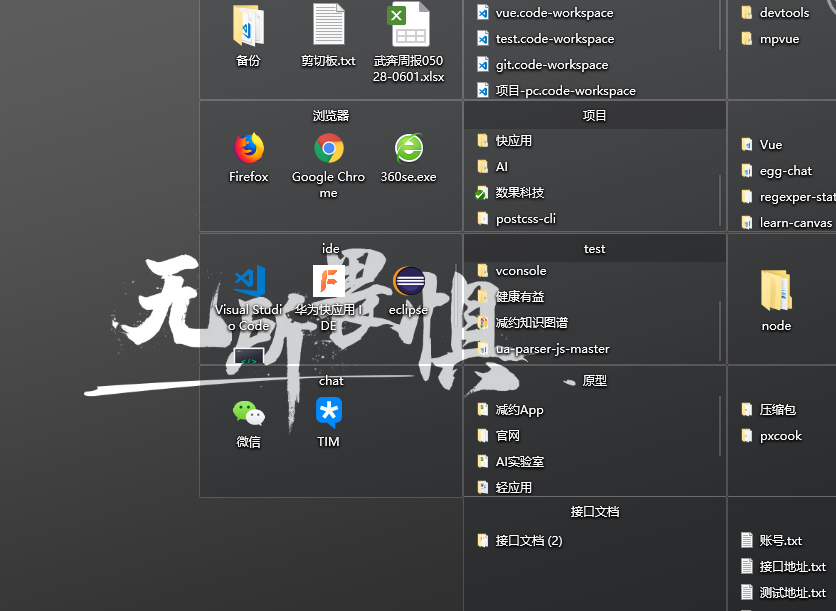 备份
剪切板.txt
武奔周报050
28-0601.xlsx
vue.code-workspace
test.code-workspace
git.code-workspace
项目-pc.code-workspace
devtools
mpvue
浏览器
Firefox
Google Chro
me
360se.exe
项目
快应用
AI
数果科技
postcss-cli
Vue
egg-chat
regexper-stat
learn-canvas
ide
Visual Studi
o Code
华为快应用 I
DE
eclipse
test
vconsole
健康有益
减约知识图谱
ua-parser-js-master
node
无所畏惧
chat
微信
TIM
原型
减约App
官网
AI实验室
轻应用
压缩包
pxcook
接口文档
接口文档 (2)
账号.txt
接口地址.txt
测试地址.txt